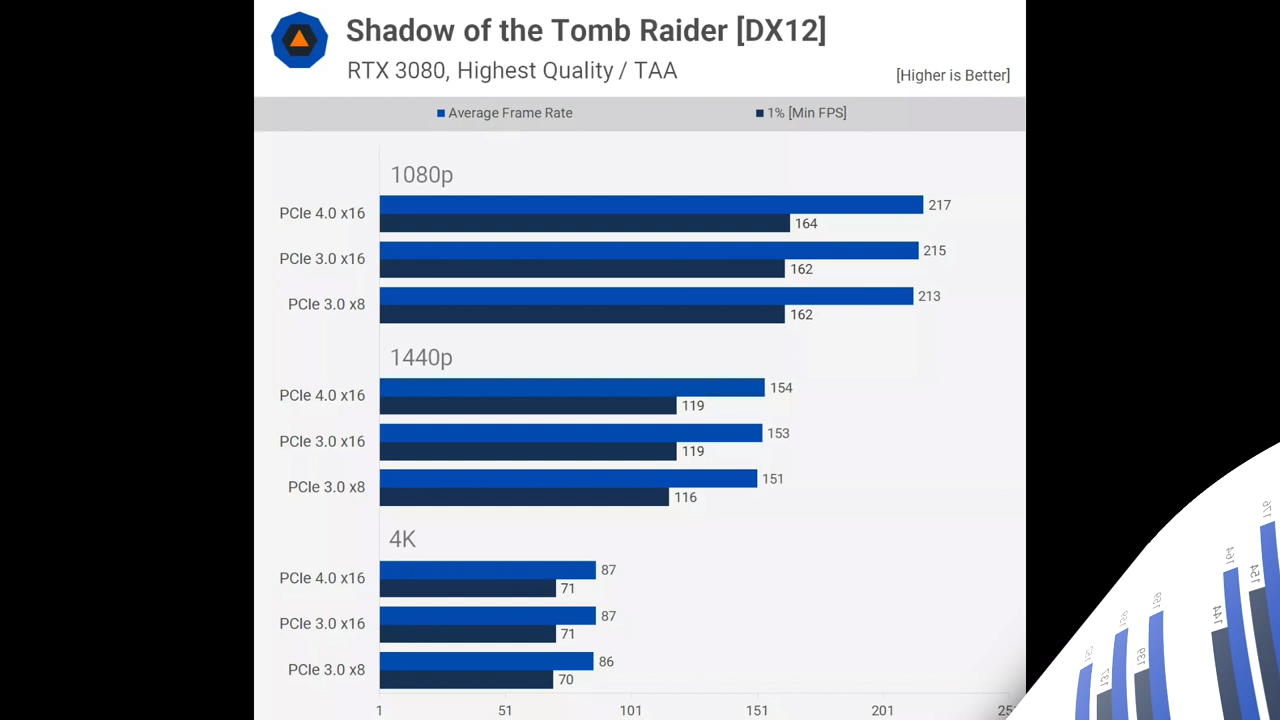 Shadow of the Tomb Raider [DX12]
RTX 3080, Highest Quality / TAA
[Higher is Better]
Average Frame Rate
1% [Min FPS]
1080p
PCIe 4.0 x16
217
164
PCIe 3.0 x16
215
162
PCIe 3.0 x8
213
162
1440p
PCIe 4.0 x16
154
119
PCIe 3.0 x16
153
119
PCIe 3.0 x8
151
116
4K
PCIe 4.0 x16
87
71
PCIe 3.0 x16
87
71
PCIe 3.0 x8
86
70
1
51
101
151
201